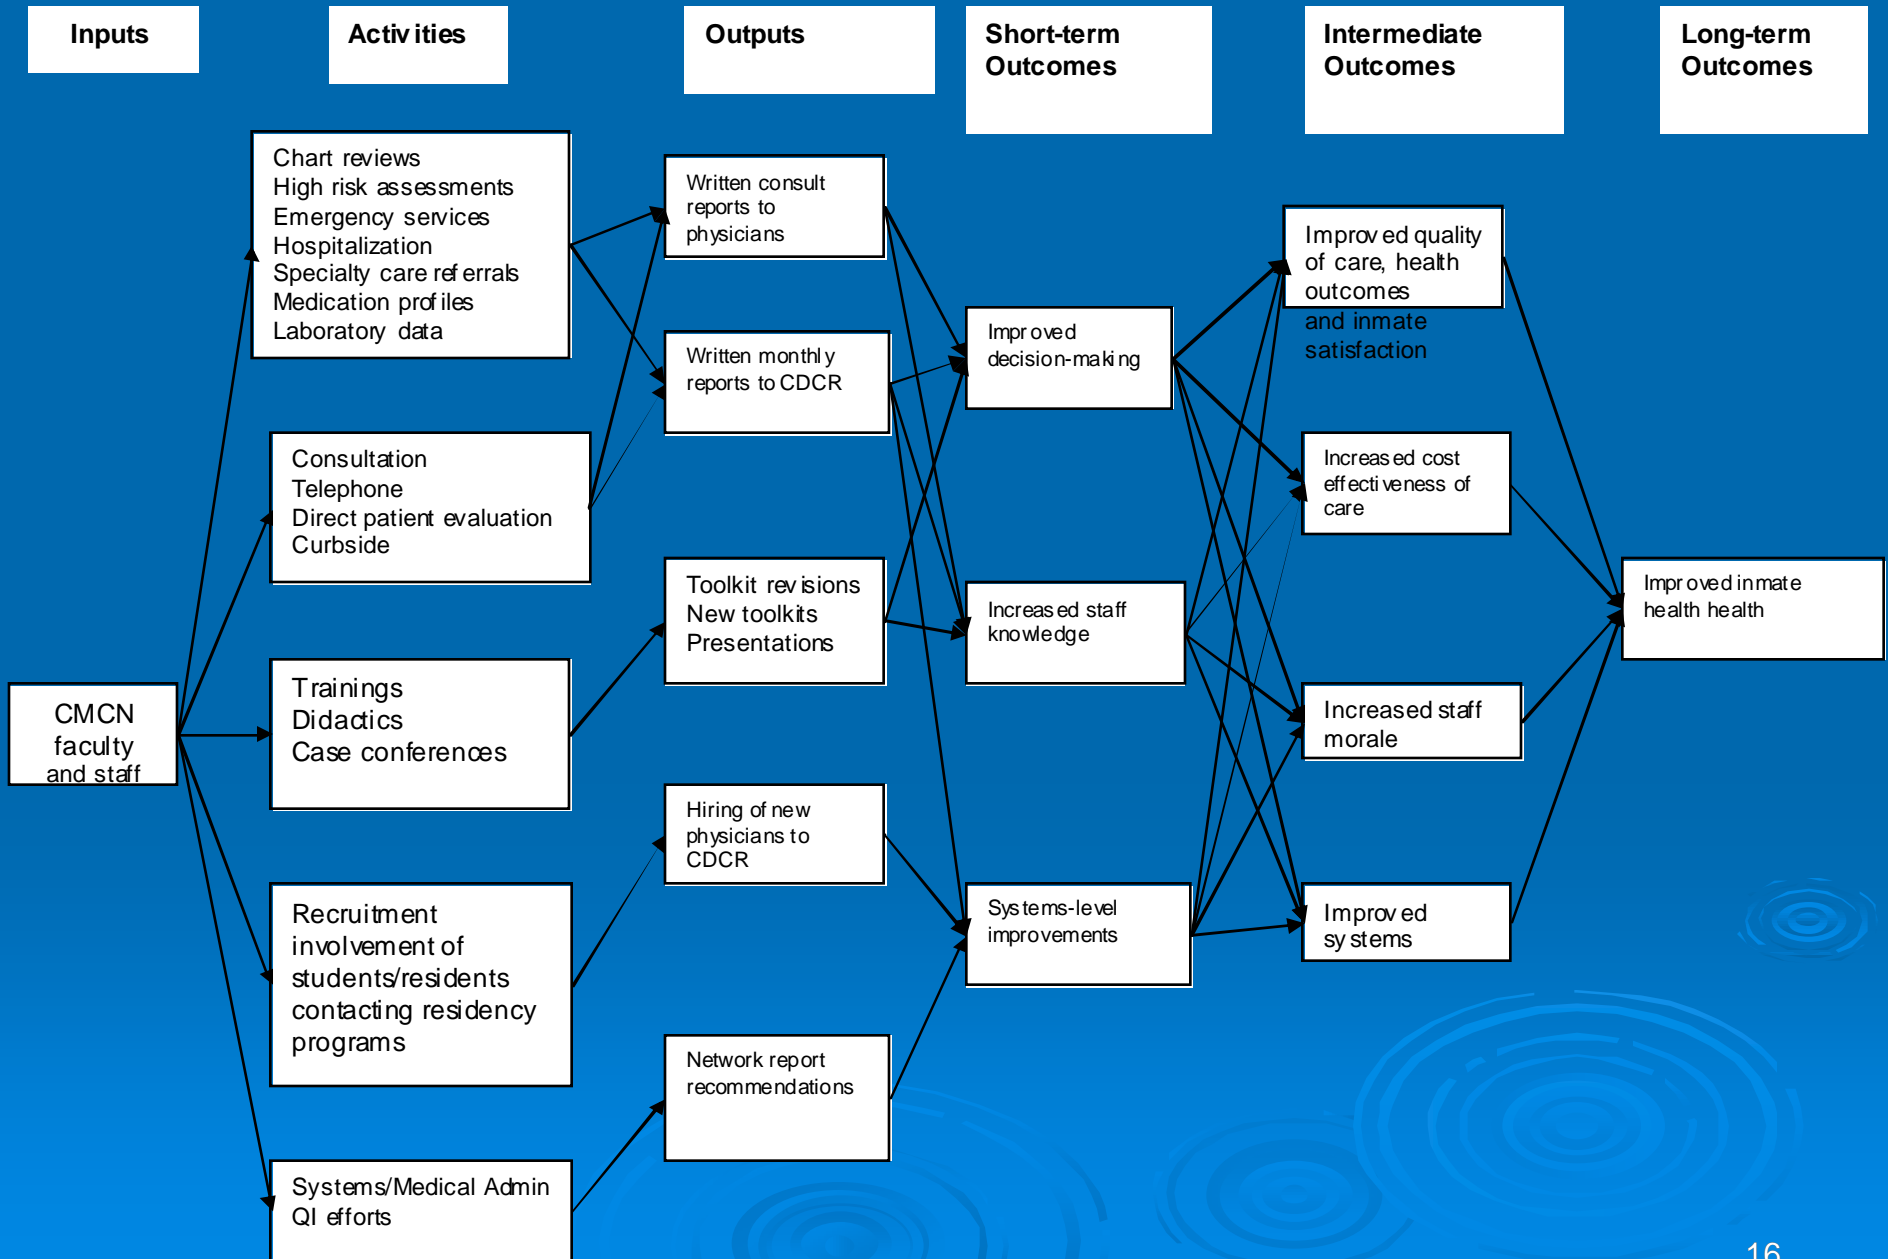 Inputs
Activities
Outputs
Short-term
Outcomes
Intermediate
Outcomes
Long-term
Outcomes
CMCN
faculty
and staff
Chart reviews
High risk assessments
Emergency services
Hospitalization
Specialty care referrals
Medication profiles
Laboratory data
Consultation
Telephone
Direct patient evaluation
Curbside
Trainings
Didactics
Case conferences
Recruitment
involvement of
students/residents
contacting residency
programs
Systems/Medical Admin
QI efforts
Written consult
reports to
physicians
Written monthly
reports to CDCR
Toolkit revisions
New toolkits
Presentations
Hiring of new
physicians to
CDCR
Network report
recommendations
Improved
decision-making
Increased staff
knowledge
Systems-level
improvements
Improved quality
of care, health
outcomes
and inmate
satisfaction
Increased cost
effectiveness of
care
Increased staff
morale
Improved
systems
Improved inmate
health health
16